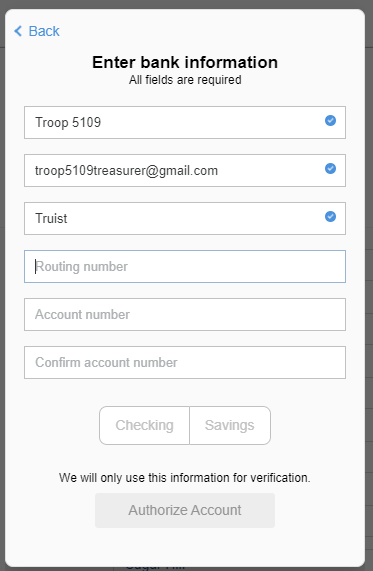 Back
Enter bank information
All fields are required
Troop 5109
troop5109treasurer@gmail.com
Truist
Routing number
Account number
Confirm account number
Checking Savings
We will only use this information for verification.
Authorize Account